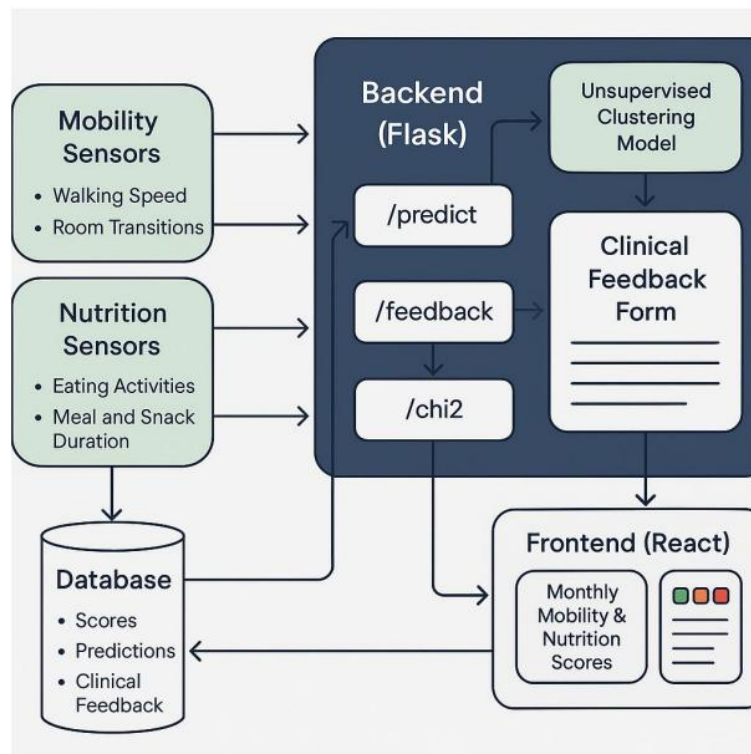 Mobility
Sensors
• Walking Speed
• Room Transitions
Nutrition
Sensors
• Eating Activities
• Meal and Snack
Duration
Database
• Scores
• Predictions
• Clinical
Feedback
Backend
(Flask)
/predict
/feedback
/chi2
Unsupervised
Clustering
Model
Clinical
Feedback
Form
Frontend (React)
Monthly
Mobility &
Nutrition
Scores